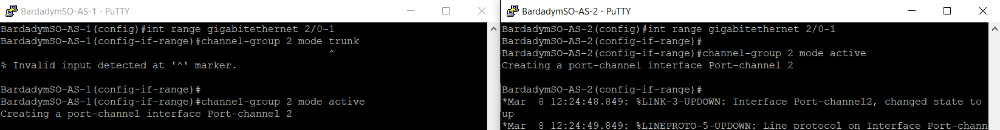 BardadymSO-AS-1 - PuTTY
BardadymSO-AS-1(config)#int range gigabitethernet 2/0-1
BardadymSO-AS-1(config-if-range)#channel-group 2 mode trunk
^
% Invalid input detected at '^' marker.
BardadymSO-AS-1(config-if-range)#
BardadymSO-AS-1(config-if-range)#channel-group 2 mode active
Creating a port-channel interface Port-channel 2
BardadymSO-AS-2 - PuTTY
BardadymSO-AS-2(config)#int range gigabitethernet 2/0-1
BardadymSO-AS-2(config-if-range)#
BardadymSO-AS-2(config-if-range)#channel-group 2 mode active
Creating a port-channel interface Port-channel 2
BardadymSO-AS-2(config-if-range)#
*Mar  8 12:24:48.849: %LINK-3-UPDOWN: Interface Port-channel2, changed state to
up
*Mar  8 12:24:49.849: %LINEPROTO-5-UPDOWN: Line protocol on Interface Port-chann